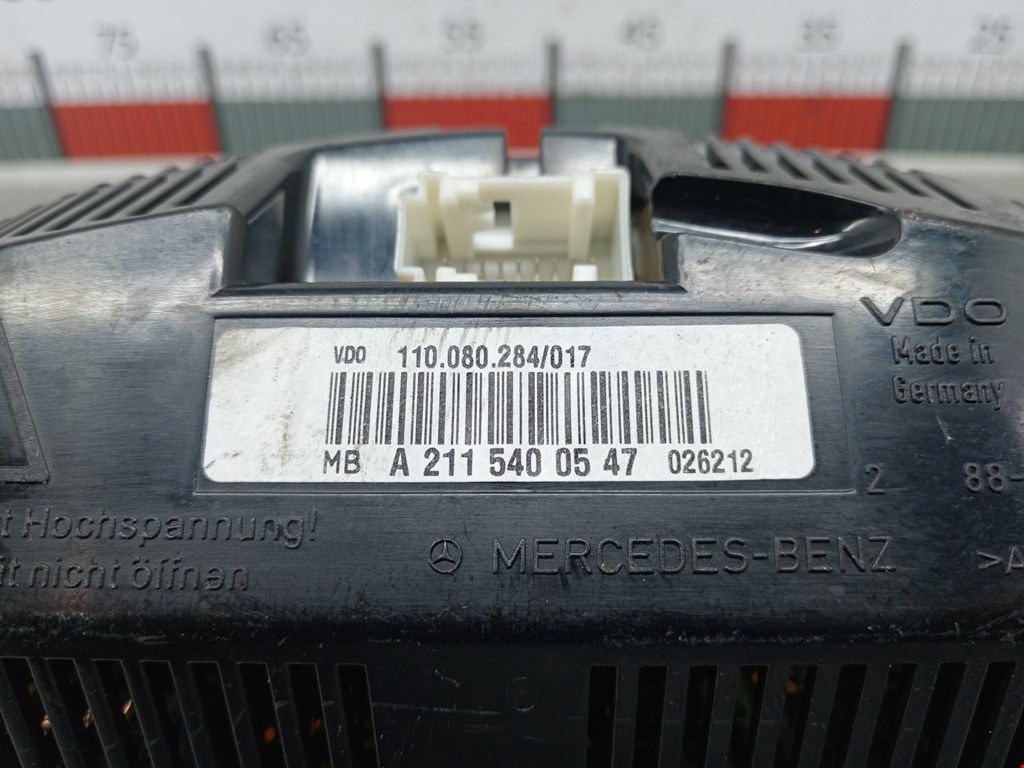 75 65 55 45 35 25
VDO 110.080.284/017
MB A 211 540 05 47 026212
VDO
Made in
Germany
2 88-
Hochspannung!
nicht öffnen
MERCEDES-BENZ >A
C